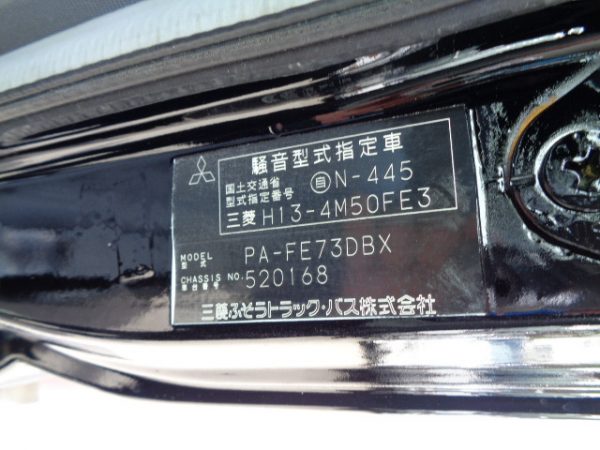 騒音型式指定車
国土交通省
型式指定番号 自N-445
三菱 H13-4M50FE3
MODEL
型式 PA-FE73DBX
CHASSIS NO.
車台番号 520168
三菱ふそうトラック・バス株式会社